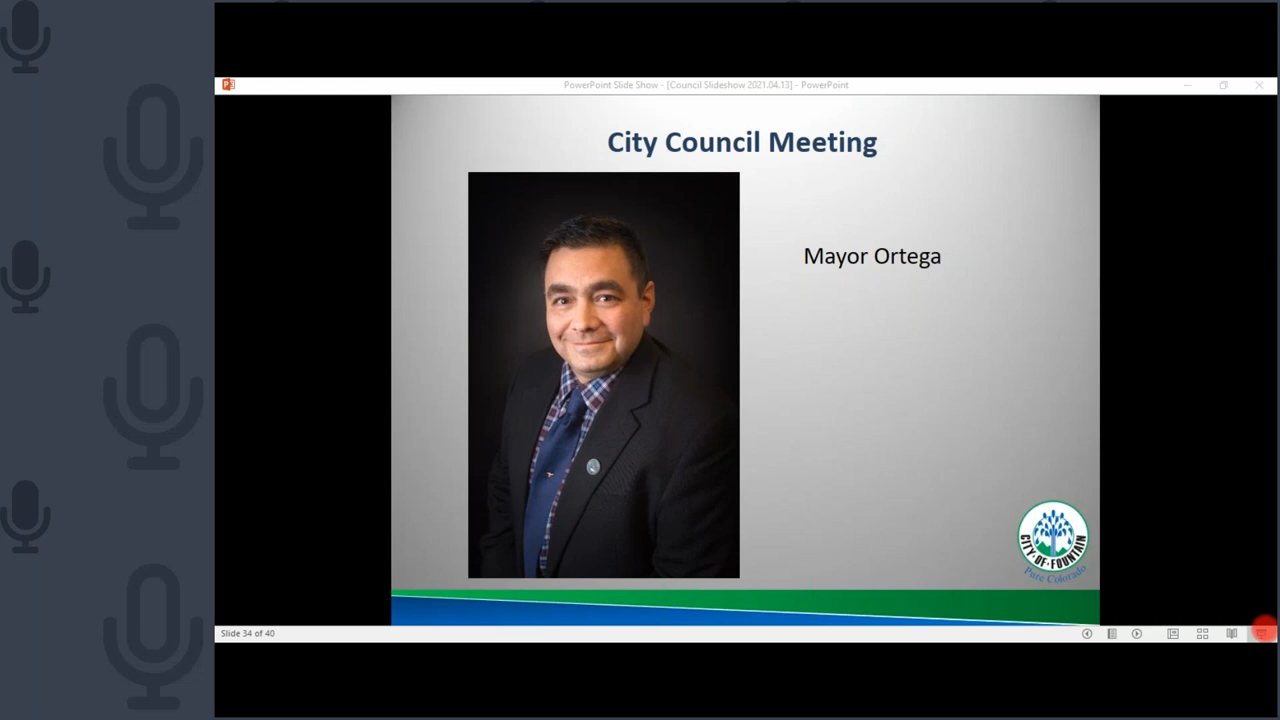 PowerPoint Slide Show - [Council Slideshow 2021.04.13] - PowerPoint
City Council Meeting
Mayor Ortega
CITY·OF·FOUNTAIN
Pure Colorado
Slide 34 of 40